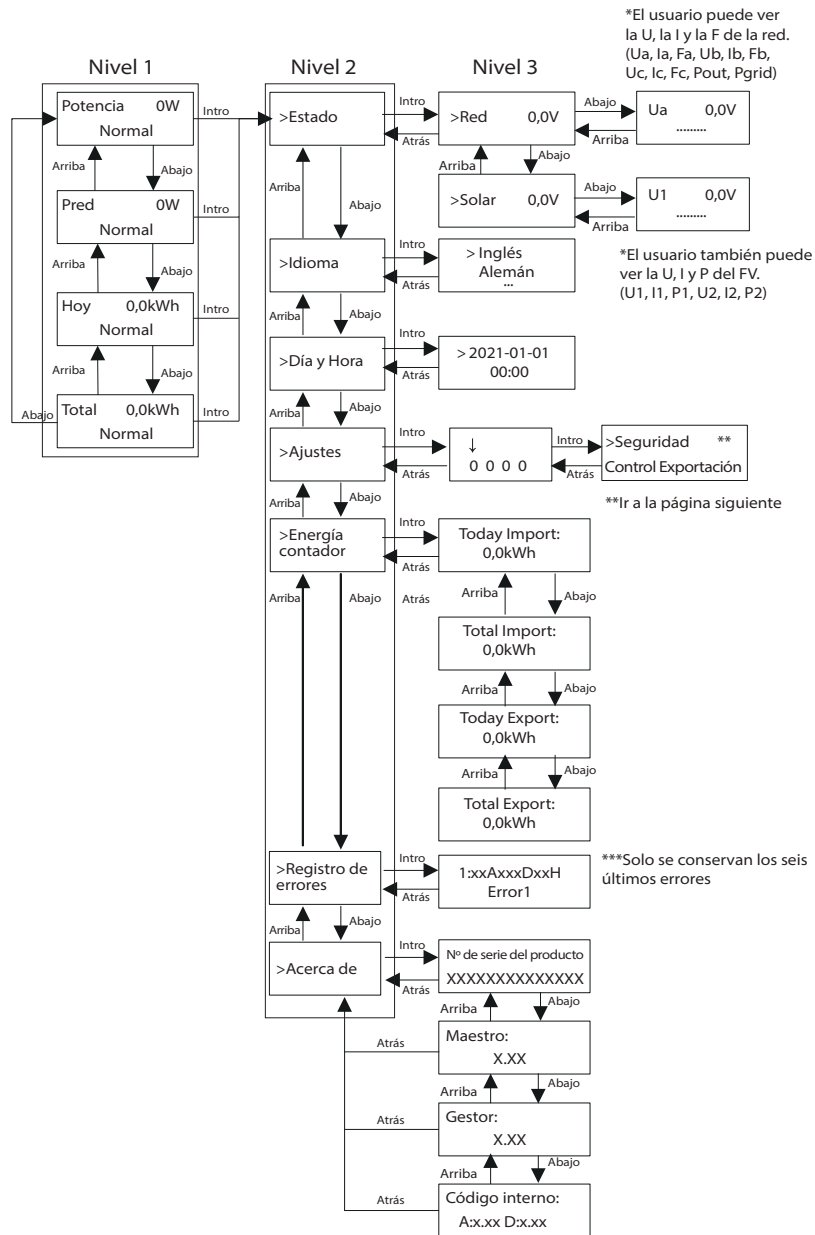 *El usuario puede ver
la U, la I y la F de la red.
(Ua, Ia, Fa, Ub, Ib, Fb,
Uc, Ic, Fc, Pout, Pgrid)
Nivel 1
Nivel 2
Nivel 3
Potencia 0W
Normal
Intro
>Estado
Intro
Atrás
>Red 0,0V
Abajo
Arriba
Ua 0,0V
.........
Arriba
Abajo
Arriba
Abajo
Arriba
Abajo
Pred 0W
Normal
Intro
>Solar 0,0V
Abajo
Arriba
U1 0,0V
.........
Arriba
Abajo
>Idioma
Intro
Atrás
> Inglés
Alemán
...
*El usuario también puede
ver la U, I y P del FV.
(U1, I1, P1, U2, I2, P2)
Hoy 0,0kWh
Normal
Intro
Arriba
Abajo
>Día y Hora
Intro
Atrás
> 2021-01-01
00:00
Arriba
Abajo
Abajo
Total 0,0kWh
Normal
Intro
Arriba
Abajo
>Ajustes
Intro
Atrás
↓
0 0 0 0
Intro
Atrás
>Seguridad **
Control Exportación
**Ir a la página siguiente
Arriba
Abajo
>Energía
contador
Intro
Atrás
Today Import:
0,0kWh
Arriba
Abajo
Arriba
Abajo
Total Import:
0,0kWh
Arriba
Abajo
Today Export:
0,0kWh
Arriba
Abajo
Total Export:
0,0kWh
>Registro de
errores
Intro
Atrás
1:xxAxxxDxxH
Error1
***Solo se conservan los seis
últimos errores
Arriba
Abajo
>Acerca de
Intro
Atrás
Nº de serie del producto
XXXXXXXXXXXXXX
Arriba
Abajo
Atrás
Maestro:
X.XX
Arriba
Abajo
Atrás
Gestor:
X.XX
Arriba
Abajo
Atrás
Código interno:
A:x.xx D:x.xx